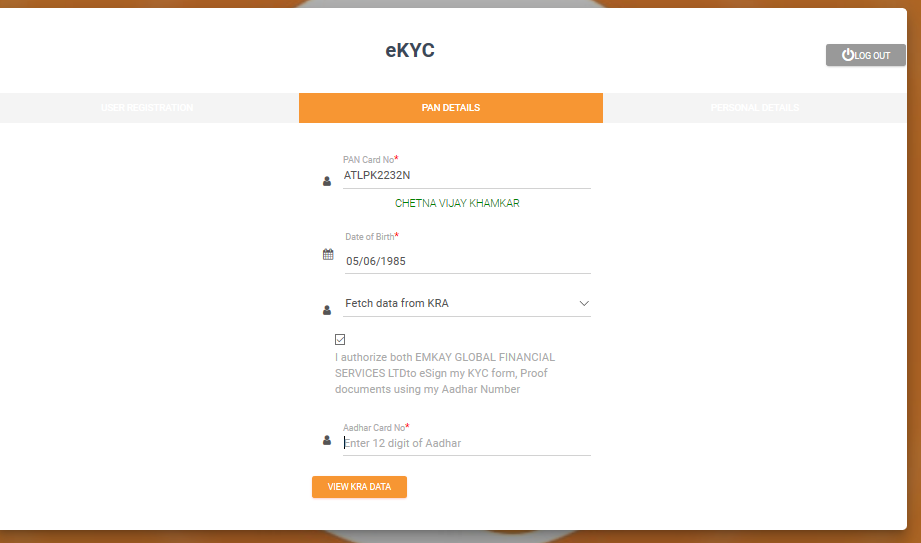 eKYC
LOG OUT
USER REGISTRATION
PAN DETAILS
PERSONAL DETAILS
PAN Card No*
ATLPK2232N
CHETNA VIJAY KHAMKAR
Date of Birth*
05/06/1985
Fetch data from KRA
I authorize both EMKAY GLOBAL FINANCIAL
SERVICES LTDto eSign my KYC form, Proof
documents using my Aadhar Number
Aadhar Card No*
Enter 12 digit of Aadhar
VIEW KRA DATA